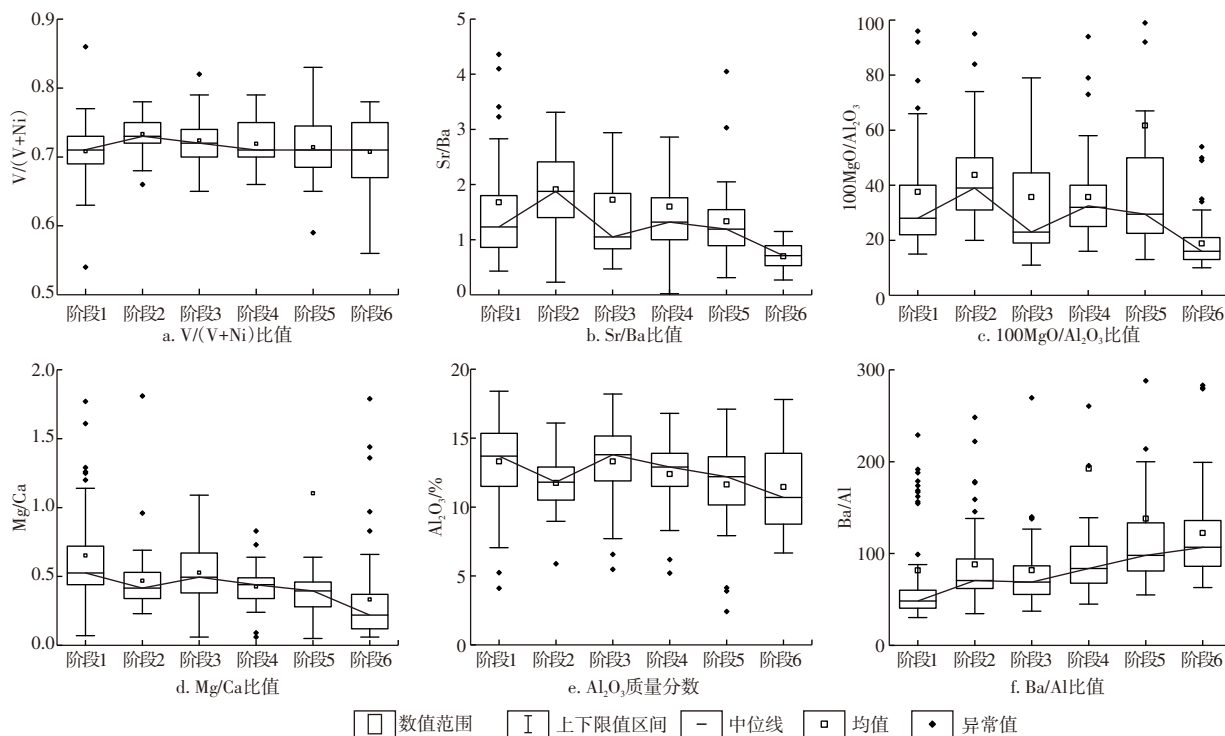 0.9
0.8
0.7
0.6
0.5
V/(V+Ni)
阶段1 阶段2 阶段3 阶段4 阶段5 阶段6
a. V/(V+Ni)比值
5
4
3
2
1
0
Sr/Ba
阶段1 阶段2 阶段3 阶段4 阶段5 阶段6
b. Sr/Ba比值
100
80
60
40
20
0
100MgO/Al₂O₃
阶段1 阶段2 阶段3 阶段4 阶段5 阶段6
c. 100MgO/Al₂O₃比值
2.0
1.5
1.0
0.5
0.0
Mg/Ca
阶段1 阶段2 阶段3 阶段4 阶段5 阶段6
d. Mg/Ca比值
20
15
10
5
0
Al₂O₃/%
阶段1 阶段2 阶段3 阶段4 阶段5 阶段6
e. Al₂O₃质量分数
300
200
100
0
Ba/Al
阶段1 阶段2 阶段3 阶段4 阶段5 阶段6
f. Ba/Al比值
数值范围 上下限值区间 中位线 均值 异常值